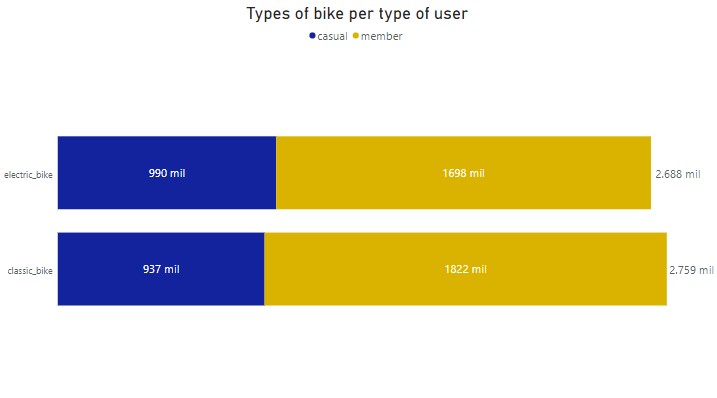 Types of bike per type of user
casual member
electric_bike 990 mil 1698 mil 2.688 mil
classic_bike 937 mil 1822 mil 2.759 mil